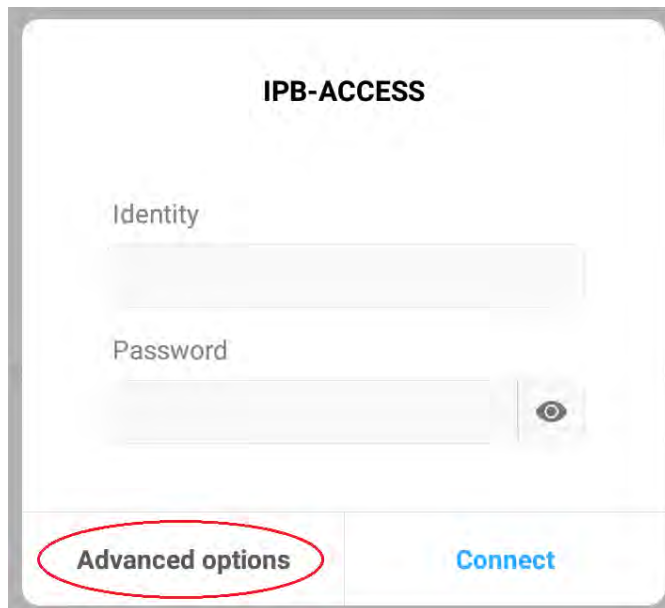 IPB-ACCESS
Identity
Password
Advanced options
Connect